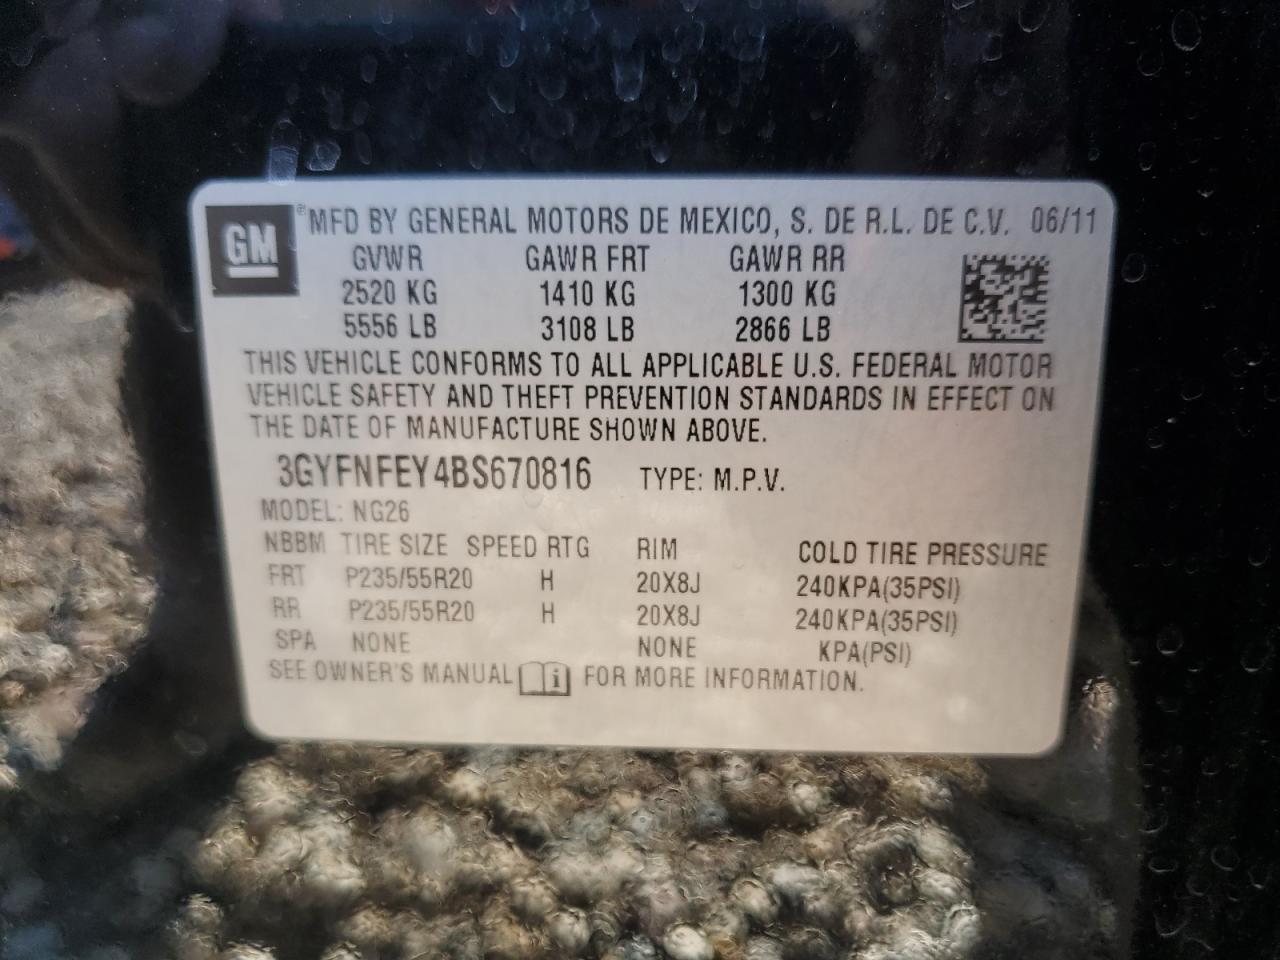 GM ® MFD BY GENERAL MOTORS DE MEXICO, S. DE R.L. DE C.V. 06/11
GVWR GAWR FRT GAWR RR
2520 KG 1410 KG 1300 KG
5556 LB 3108 LB 2866 LB
THIS VEHICLE CONFORMS TO ALL APPLICABLE U.S. FEDERAL MOTOR
VEHICLE SAFETY AND THEFT PREVENTION STANDARDS IN EFFECT ON
THE DATE OF MANUFACTURE SHOWN ABOVE.
3GYFNFEY4BS670816 TYPE: M.P.V.
MODEL: NG26
NBBM TIRE SIZE SPEED RTG RIM COLD TIRE PRESSURE
FRT P235/55R20 H 20X8J 240KPA(35PSI)
RR P235/55R20 H 20X8J 240KPA(35PSI)
SPA NONE NONE KPA(PSI)
SEE OWNER'S MANUAL i FOR MORE INFORMATION.